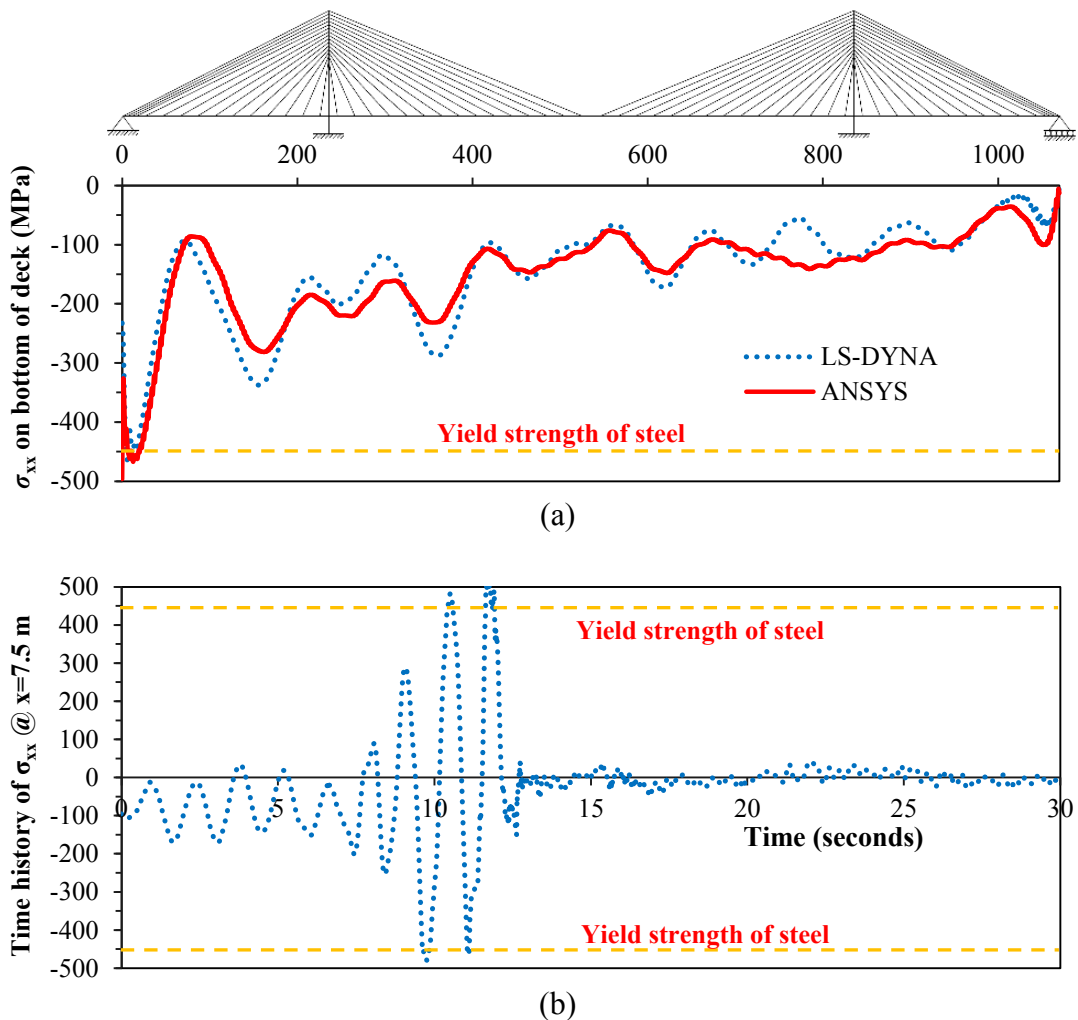 0 200 400 600 800 1000
0
-100
-200
-300
-400
-500
σxx on bottom of deck (MPa)
LS-DYNA
ANSYS
Yield strength of steel
(a)
500
400
300
200
100
0
-100
-200
-300
-400
-500
Time history of σxx @ x=7.5 m
Yield strength of steel
0 5 10 15 20 25 30
Time (seconds)
Yield strength of steel
(b)